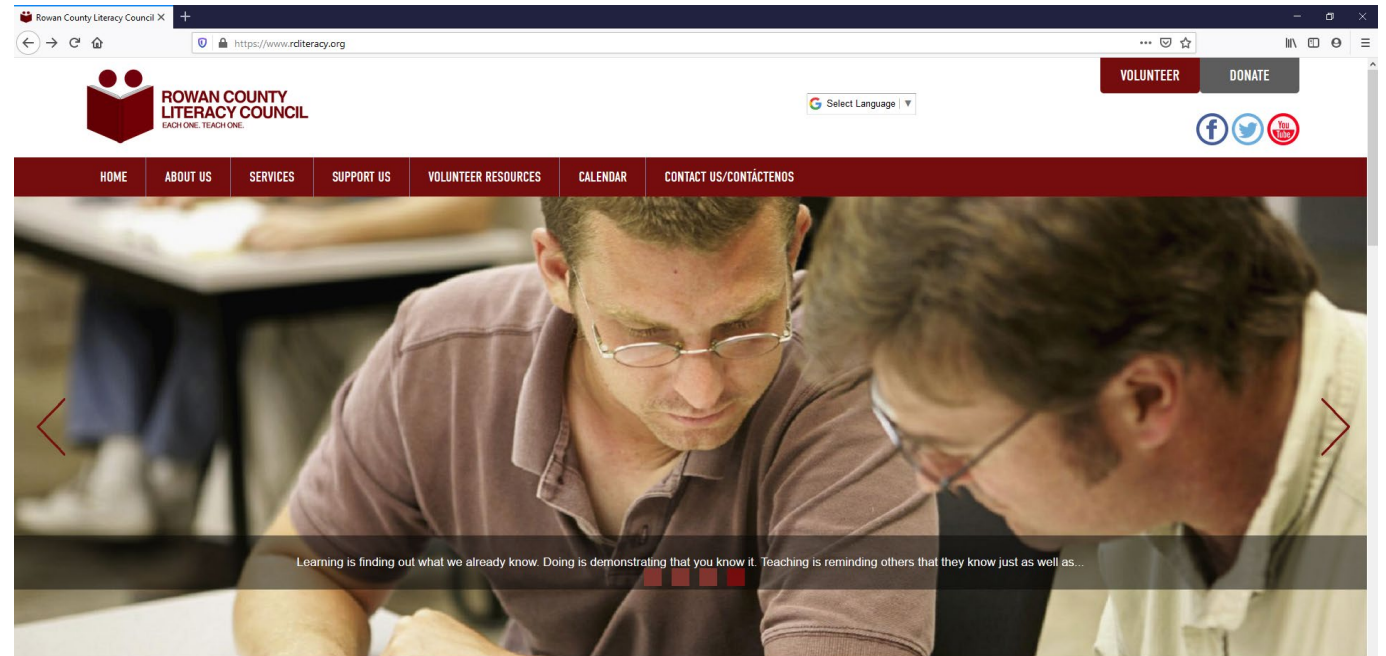 Rowan County Literacy Council
https://www.rcliteracy.org
VOLUNTEER
DONATE
ROWAN COUNTY
LITERACY COUNCIL
EACH ONE. TEACH ONE.
Select Language
You
Tube
HOME
ABOUT US
SERVICES
SUPPORT US
VOLUNTEER RESOURCES
CALENDAR
CONTACT US/CONTÁCTENOS
Learning is finding out what we already know. Doing is demonstrating that you know it. Teaching is reminding others that they know just as well as...